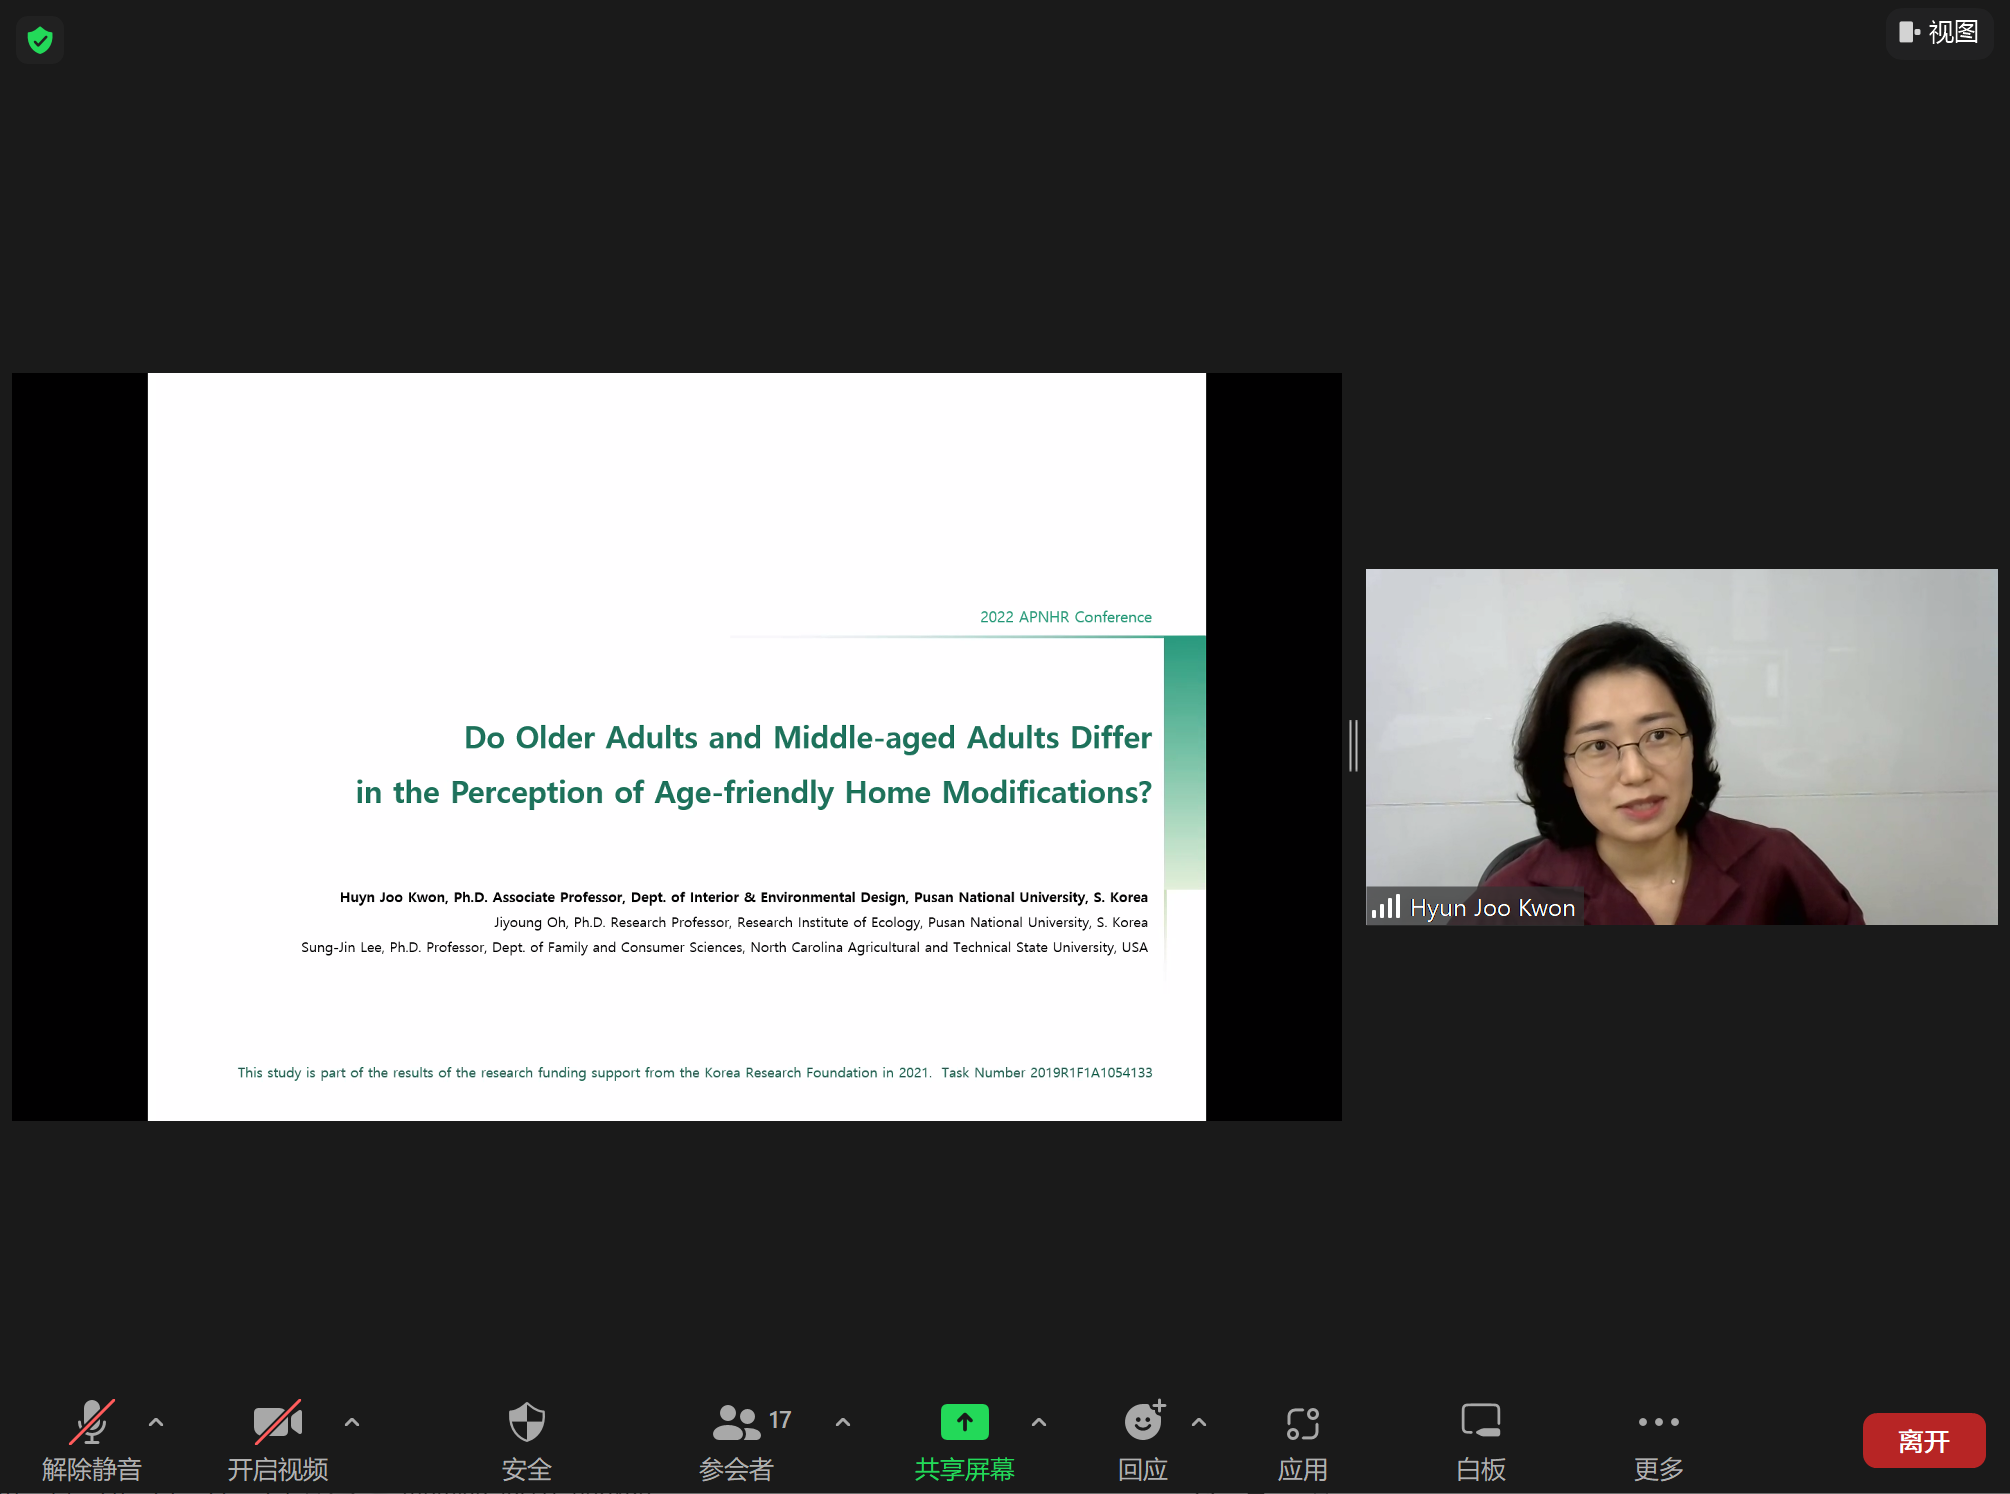 视图
2022 APNHR Conference
Do Older Adults and Middle-aged Adults Differ
in the Perception of Age-friendly Home Modifications?
Huyn Joo Kwon, Ph.D. Associate Professor, Dept. of Interior & Environmental Design, Pusan National University, S. Korea
Jiyoung Oh, Ph.D. Research Professor, Research Institute of Ecology, Pusan National University, S. Korea
Sung-Jin Lee, Ph.D. Professor, Dept. of Family and Consumer Sciences, North Carolina Agricultural and Technical State University, USA
This study is part of the results of the research funding support from the Korea Research Foundation in 2021. Task Number 2019R1F1A1054133
Hyun Joo Kwon
17
解除静音
开启视频
安全
参会者
共享屏幕
回应
应用
白板
更多
离开